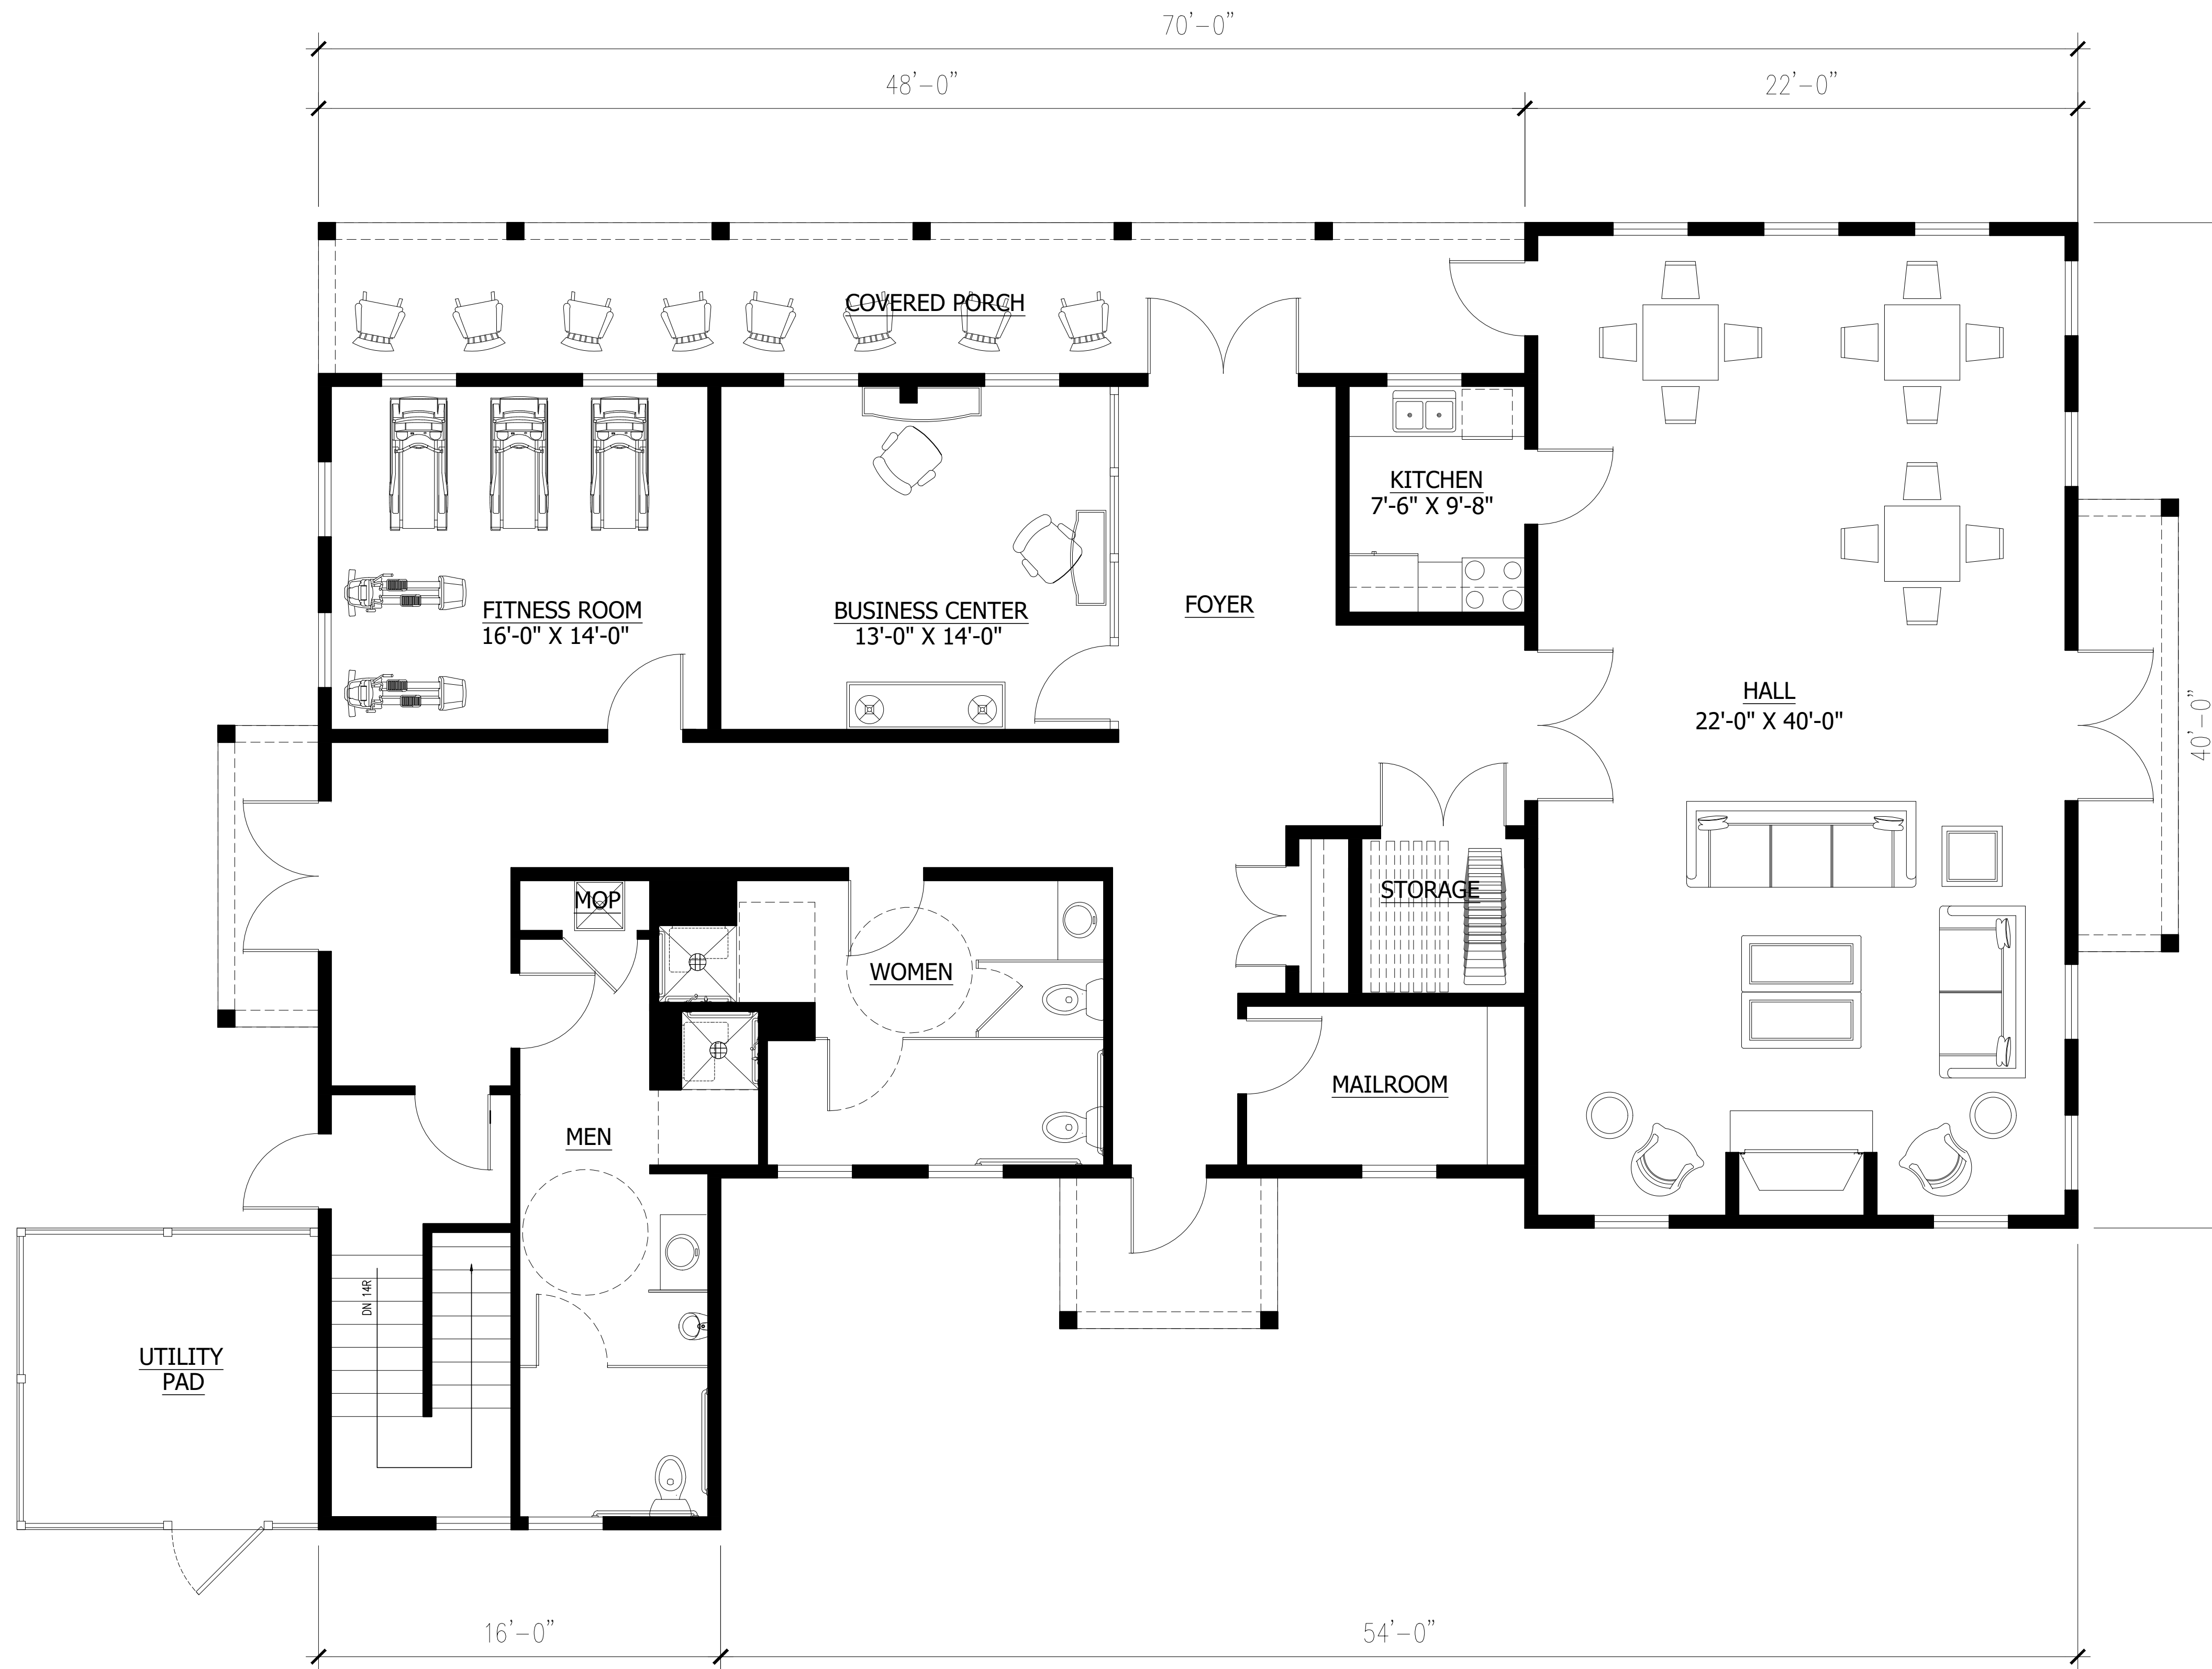 70'-0"
48'-0"
22'-0"
COVERED PORCH
KITCHEN
7'-6" X 9'-8"
FITNESS ROOM
16'-0" X 14'-0"
BUSINESS CENTER
13'-0" X 14'-0"
FOYER
HALL
22'-0" X 40'-0"
40'-0"
MOP
STORAGE
WOMEN
MAILROOM
MEN
DN 14R
UTILITY
PAD
16'-0"
54'-0"